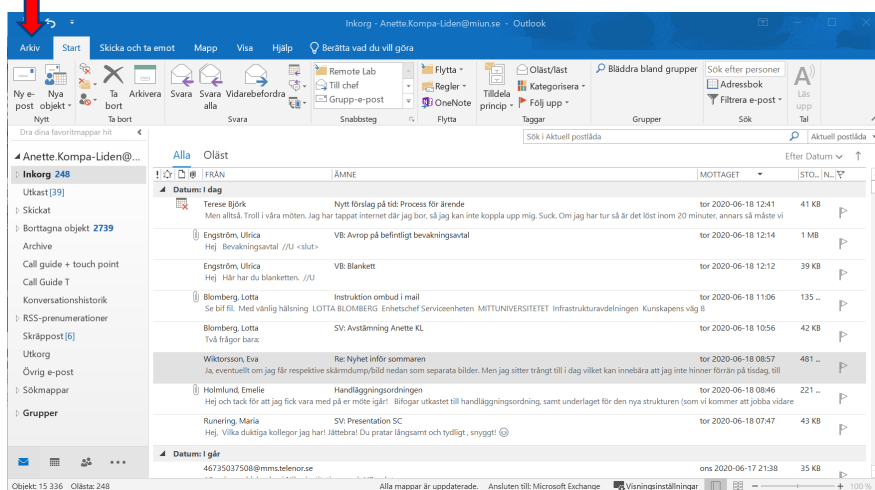 Inkorg - Anette.Kompa-Liden@miun.se - Outlook
Arkiv Start Skicka och ta emot Mapp Visa Hjälp Berätta vad du vill göra
Ny e-post Nya objekt Ta bort Arkivera Svara Svara alla Vidarebefordra
Remote Lab
Till chef
Grupp-e-post
Flytta
Regler
OneNote
Tilldela princip
Oläst/läst
Kategorisera
Följ upp
Bläddra bland grupper
Sök efter personer
Adressbok
Filtrera e-post
Läs upp
Nytt Ta bort Svara Snabbsteg Flytta Taggar Grupper Sök Tal
Dra dina favoritmappar hit
Sök i Aktuell postlåda Aktuell postlåda
Anette.Kompa-Liden@...
Inkorg 248
Utkast [39]
Skickat
Borttagna objekt 2739
Archive
Call guide + touch point
Call Guide T
Konversationshistorik
RSS-prenumerationer
Skräppost [6]
Utkorg
Övrig e-post
Sökmappar
Grupper
Alla Oläst Efter Datum
! FRÅN ÄMNE MOTTAGET STO... N...
Datum: I dag
Terese Björk Nytt förslag på tid: Process för ärende tor 2020-06-18 12:41 41 KB
Men alltså. Troll i våra möten. Jag har tappat internet där jag bor, så jag kan inte koppla upp mig. Suck. Om jag har tur så är det löst inom 20 minuter, annars så måste vi
Engström, Ulrica VB: Avrop på befintligt bevakningsavtal tor 2020-06-18 12:14 1 MB
Hej Bevakningsavtal //U <slut>
Engström, Ulrica VB: Blankett tor 2020-06-18 12:12 39 KB
Hej Här har du blanketten. //U
Blomberg, Lotta Instruktion ombud i mail tor 2020-06-18 11:06 135 ...
Se bif fil. Med vänlig hälsning LOTTA BLOMBERG Enhetschef Serviceenheten MITTUNIVERSITETET Infrastrukturavdelningen Kunskapens väg 8
Blomberg, Lotta SV: Avstämning Anette KL tor 2020-06-18 10:56 42 KB
Två frågor bara:
Wiktorsson, Eva Re: Nyhet inför sommaren tor 2020-06-18 08:57 481 ...
Ja, eventuellt om jag får respektive skärmdump/bild nedan som separata bilder. Men jag sitter trångt till i dag vilket kan innebära att jag inte hinner förrän på tisdag, till
Holmlund, Emelie Handläggningsordningen tor 2020-06-18 08:46 221 ...
Hej och tack för att jag fick vara med på er möte igår! Bifogar utkastet till handläggningsordning, samt underlaget för den nya strukturen (som vi kommer att jobba vidare
Runering, Maria SV: Presentation SC tor 2020-06-18 07:47 43 KB
Hej, Vilka duktiga kollegor jag har! Jättebra! Du pratar långsamt och tydligt , snyggt!
Datum: I går
46735037508@mms.telenor.se ons 2020-06-17 21:38 35 KB
Objekt: 15 336 Olästa: 248 Alla mappar är uppdaterade. Ansluten till: Microsoft Exchange Visningsinställningar 100 %